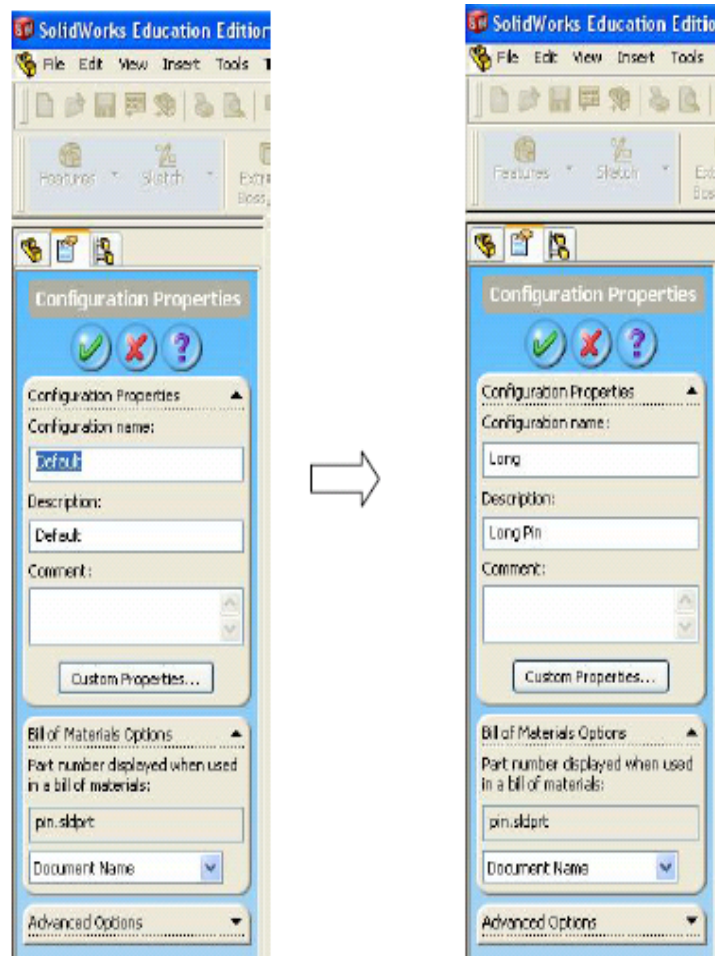 SolidWorks Education Edition
File Edit View Insert Tools
Features Sketch
Configuration Properties
Configuration Properties
Configuration name:
Default
Description:
Default
Comment:
Custom Properties...
Bill of Materials Options
Part number displayed when used
in a bill of materials:
pin.sldprt
Document Name
Advanced Options
SolidWorks Education Editio
File Edit View Insert Tools
Features Sketch
Configuration Properties
Configuration Properties
Configuration name:
Long
Description:
Long Pin
Comment:
Custom Properties...
Bill of Materials Options
Part number displayed when used
in a bill of materials:
pin.sldprt
Document Name
Advanced Options